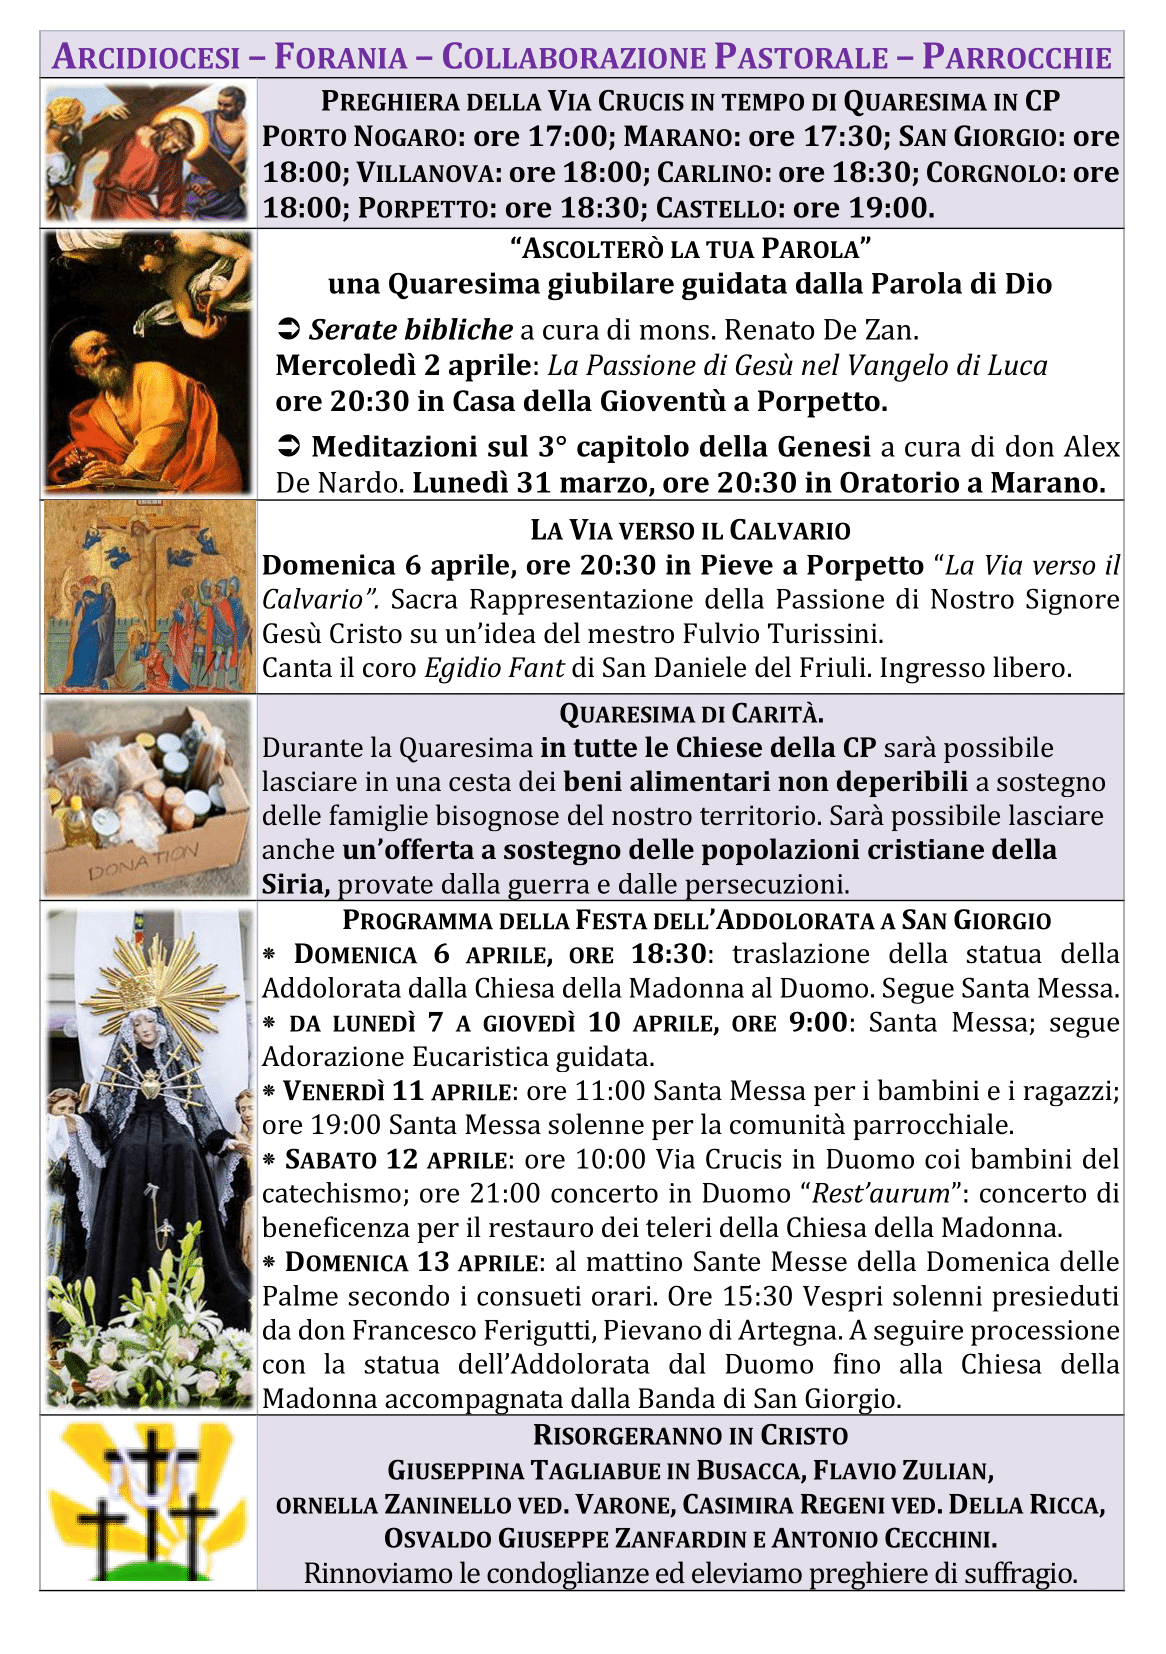 ARCIDIOCESI – FORANIA – COLLABORAZIONE PASTORALE – PARROCCHIE
PREGHIERA DELLA VIA CRUCIS IN TEMPO DI QUARESIMA IN CP
PORTO NOGARO: ore 17:00; MARANO: ore 17:30; SAN GIORGIO: ore
18:00; VILLANOVA: ore 18:00; CARLINO: ore 18:30; CORGNOLO: ore
18:00; PORPETTO: ore 18:30; CASTELLO: ore 19:00.
“ASCOLTERÒ LA TUA PAROLA”
una Quaresima giubilare guidata dalla Parola di Dio
➲ Serate bibliche a cura di mons. Renato De Zan.
Mercoledì 2 aprile: La Passione di Gesù nel Vangelo di Luca
ore 20:30 in Casa della Gioventù a Porpetto.
➲ Meditazioni sul 3° capitolo della Genesi a cura di don Alex
De Nardo. Lunedì 31 marzo, ore 20:30 in Oratorio a Marano.
LA VIA VERSO IL CALVARIO
Domenica 6 aprile, ore 20:30 in Pieve a Porpetto “La Via verso il
Calvario”. Sacra Rappresentazione della Passione di Nostro Signore
Gesù Cristo su un’idea del mestro Fulvio Turissini.
Canta il coro Egidio Fant di San Daniele del Friuli. Ingresso libero.
QUARESIMA DI CARITÀ.
Durante la Quaresima in tutte le Chiese della CP sarà possibile
lasciare in una cesta dei beni alimentari non deperibili a sostegno
delle famiglie bisognose del nostro territorio. Sarà possibile lasciare
anche un’offerta a sostegno delle popolazioni cristiane della
Siria, provate dalla guerra e dalle persecuzioni.
DONATION
PROGRAMMA DELLA FESTA DELL’ADDOLORATA A SAN GIORGIO
⁕ DOMENICA 6 APRILE, ORE 18:30: traslazione della statua della
Addolorata dalla Chiesa della Madonna al Duomo. Segue Santa Messa.
⁕ DA LUNEDÌ 7 A GIOVEDÌ 10 APRILE, ORE 9:00: Santa Messa; segue
Adorazione Eucaristica guidata.
⁕ VENERDÌ 11 APRILE: ore 11:00 Santa Messa per i bambini e i ragazzi;
ore 19:00 Santa Messa solenne per la comunità parrocchiale.
⁕ SABATO 12 APRILE: ore 10:00 Via Crucis in Duomo coi bambini del
catechismo; ore 21:00 concerto in Duomo “Rest’aurum”: concerto di
beneficenza per il restauro dei teleri della Chiesa della Madonna.
⁕ DOMENICA 13 APRILE: al mattino Sante Messe della Domenica delle
Palme secondo i consueti orari. Ore 15:30 Vespri solenni presieduti
da don Francesco Ferigutti, Pievano di Artegna. A seguire processione
con la statua dell’Addolorata dal Duomo fino alla Chiesa della
Madonna accompagnata dalla Banda di San Giorgio.
RISORGERANNO IN CRISTO
GIUSEPPINA TAGLIABUE IN BUSACCA, FLAVIO ZULIAN,
ORNELLA ZANINELLO VED. VARONE, CASIMIRA REGENI VED. DELLA RICCA,
OSVALDO GIUSEPPE ZANFARDIN E ANTONIO CECCHINI.
Rinnoviamo le condoglianze ed eleviamo preghiere di suffragio.